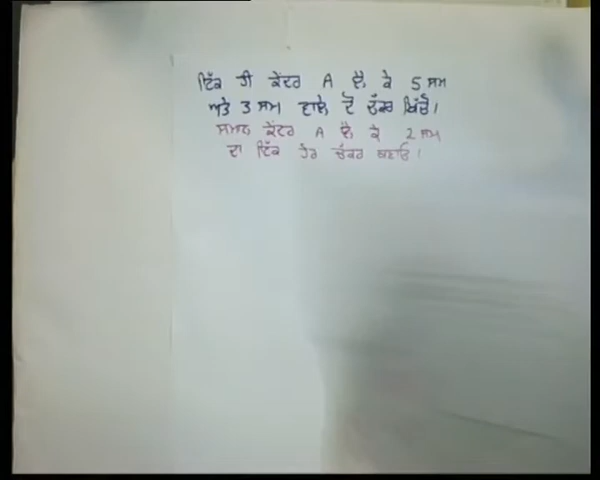 ਇੱਕ ਹੀ ਕੇਂਦਰ A ਲੈ ਕੇ 5 ਸਮ
ਅਤੇ 3 ਸਮ ਵਾਲੇ ਦੋ ਚੱਕਰ ਖਿੱਚੋ।
ਸਮਾਨ ਕੇਂਦਰ A ਲੈ ਕੇ 2 ਸਮ
ਦਾ ਇੱਕ ਹੋਰ ਚੱਕਰ ਬਣਾਓ।